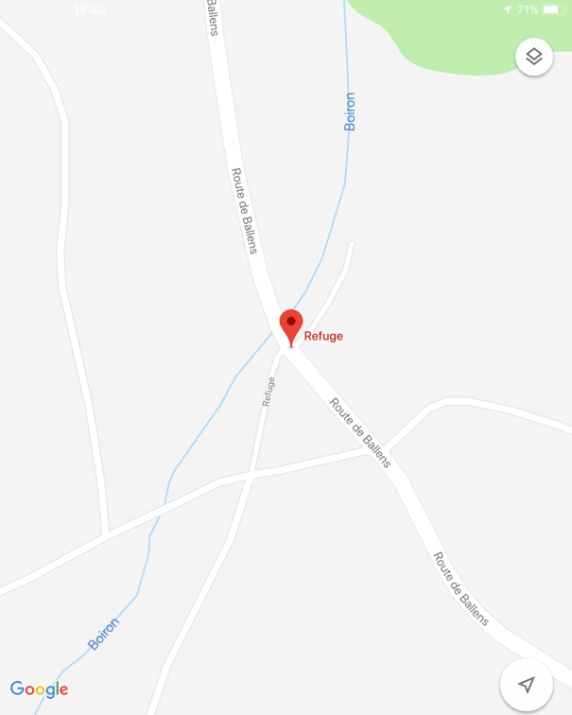 18:40
71%
Ballens
Boiron
Route de Ballens
Refuge
Refuge
Route de Ballens
Route de Ballens
Boiron
Google